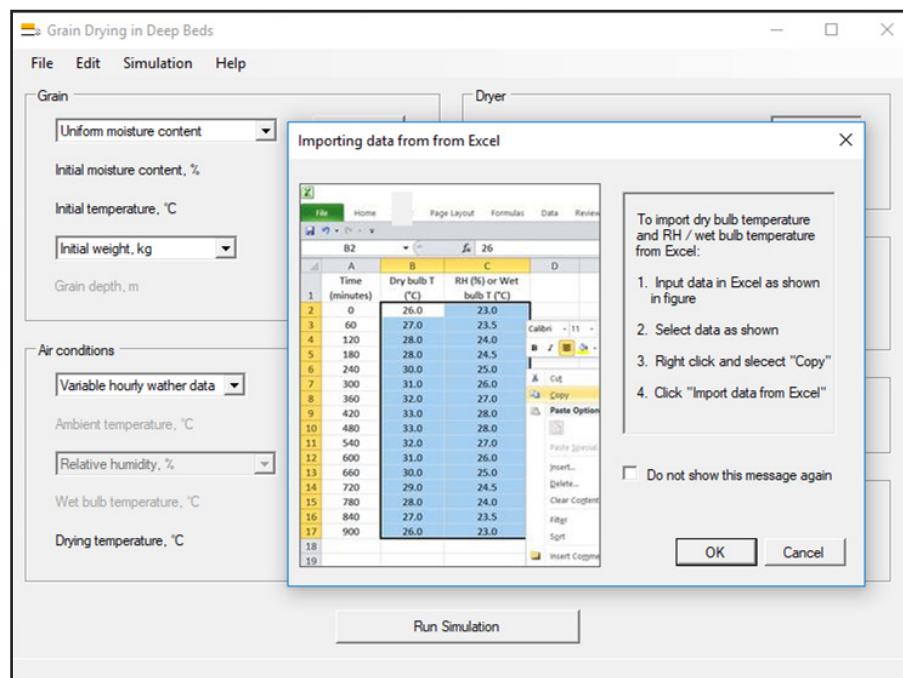 Grain Drying in Deep Beds
File Edit Simulation Help
Grain
Uniform moisture content
Initial moisture content, %
Initial temperature, °C
Initial weight, kg
Grain depth, m
Air conditions
Variable hourly wather data
Ambient temperature, °C
Relative humidity, %
Wet bulb temperature, °C
Drying temperature, °C
Dryer
Importing data from from Excel
File Home Page Layout Formulas Data Review
B2 fx 26
A B C D
1 Time (minutes) Dry bulb T (°C) RH (%) or Wet bulb T (°C)
2 0 26.0 23.0
3 60 27.0 23.5
4 120 28.0 24.0
5 180 28.0 24.5
6 240 30.0 25.0
7 300 31.0 26.0
8 360 32.0 27.0
9 420 33.0 28.0
10 480 33.0 28.0
11 540 32.0 27.0
12 600 31.0 26.0
13 660 30.0 25.0
14 720 29.0 24.5
15 780 28.0 24.0
16 840 27.0 23.5
17 900 26.0 23.0
18
19
Calibri 11
B I
Cut
Copy
Paste Option
Paste Special
Insert...
Delete...
Clear Content
Filter
Sort
Insert Comme
To import dry bulb temperature
and RH / wet bulb temperature
from Excel:
1. Input data in Excel as shown
in figure
2. Select data as shown
3. Right click and slecect "Copy"
4. Click "Import data from Excel"
Do not show this message again
OK Cancel
Run Simulation